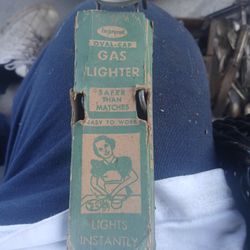 OVAL-CAP
GAS
LIGHTER
SAFER
THAN
MATCHES
EASY TO WORK
LIGHTS
INSTANTLY